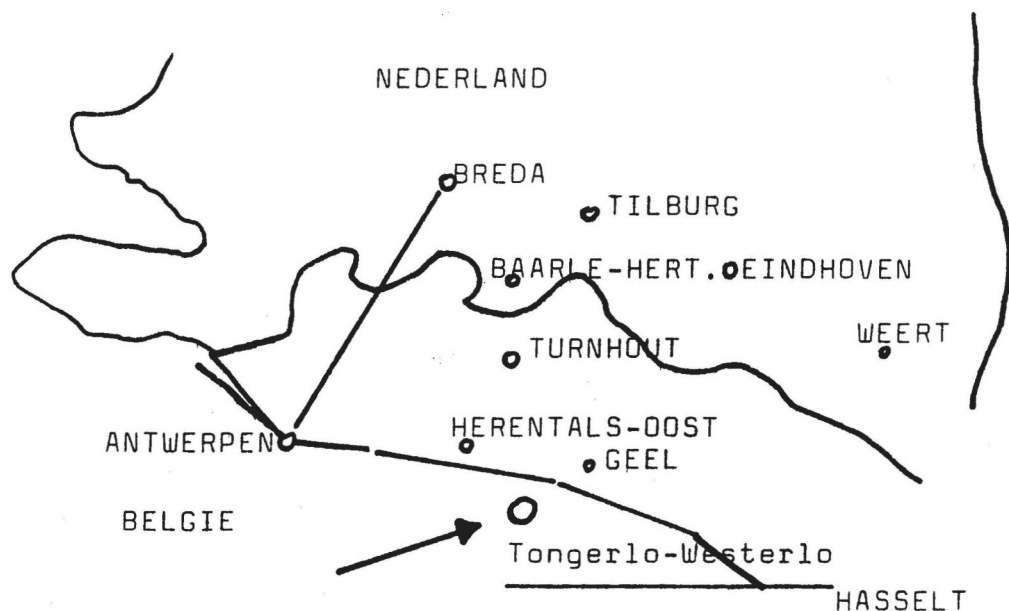 NEDERLAND
BREDA
TILBURG
BAARLE-HERT.
EINDHOVEN
TURNHOUT
WEERT
ANTWERPEN
HERENTALS-OOST
GEEL
BELGIE
Tongerlo-Westerlo
HASSELT